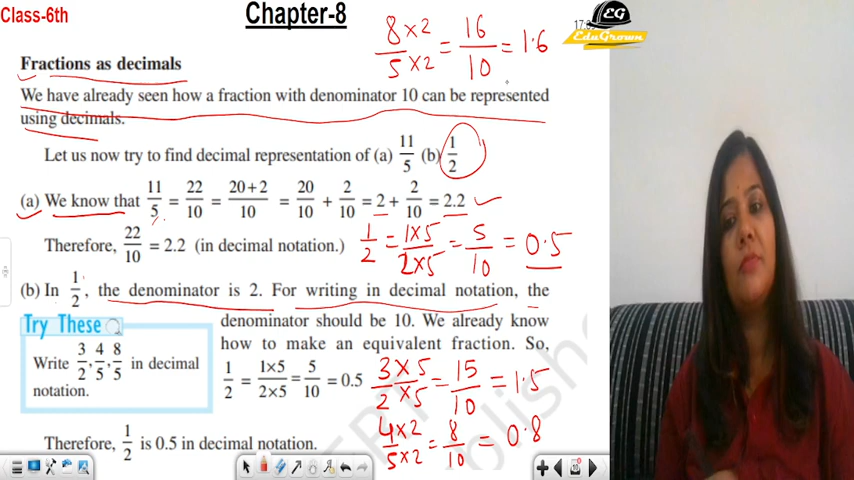 Class-6th
Chapter-8
17:0
EG
EduGrown
8×2/5×2 = 16/10 = 1.6
Fractions as decimals
We have already seen how a fraction with denominator 10 can be represented
using decimals.
Let us now try to find decimal representation of (a) 11/5 (b) 1/2
(a) We know that 11/5 = 22/10 = 20+2/10 = 20/10 + 2/10 = 2 + 2/10 = 2.2
Therefore, 22/10 = 2.2 (in decimal notation.)
1/2 = 1×5/2×5 = 5/10 = 0.5
(b) In 1/2, the denominator is 2. For writing in decimal notation, the
denominator should be 10. We already know
how to make an equivalent fraction. So,
1/2 = 1×5/2×5 = 5/10 = 0.5
Try These
Write 3/2, 4/5, 8/5 in decimal
notation.
3×5/2×5 = 15/10 = 1.5
4×2/5×2 = 8/10 = 0.8
Therefore, 1/2 is 0.5 in decimal notation.